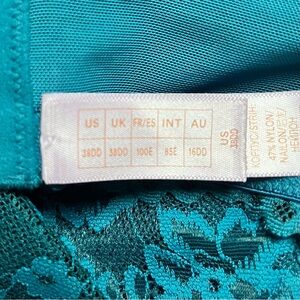 US UK FR/ES INT AU
38DD 38DD 100E 85E 16DD
US
38DD
47% NYLON/